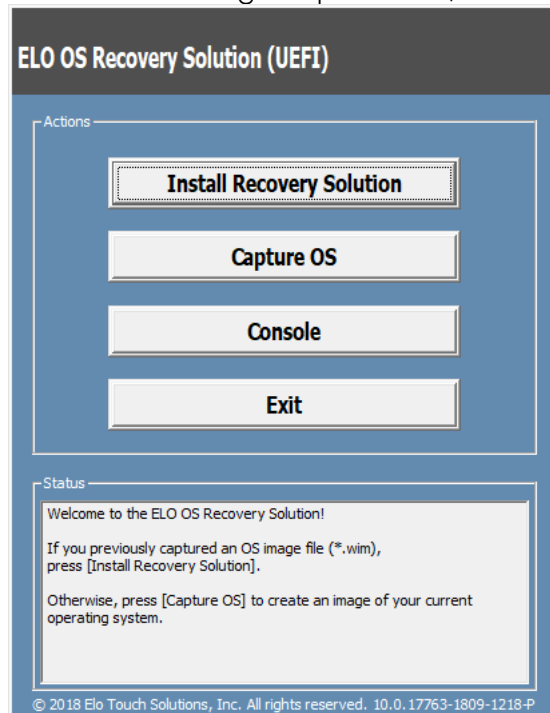 ELO OS Recovery Solution (UEFI)
Actions
Install Recovery Solution
Capture OS
Console
Exit
Status
Welcome to the ELO OS Recovery Solution!
If you previously captured an OS image file (*.wim),
press [Install Recovery Solution].
Otherwise, press [Capture OS] to create an image of your current
operating system.
© 2018 Elo Touch Solutions, Inc. All rights reserved. 10.0.17763-1809-1218-P